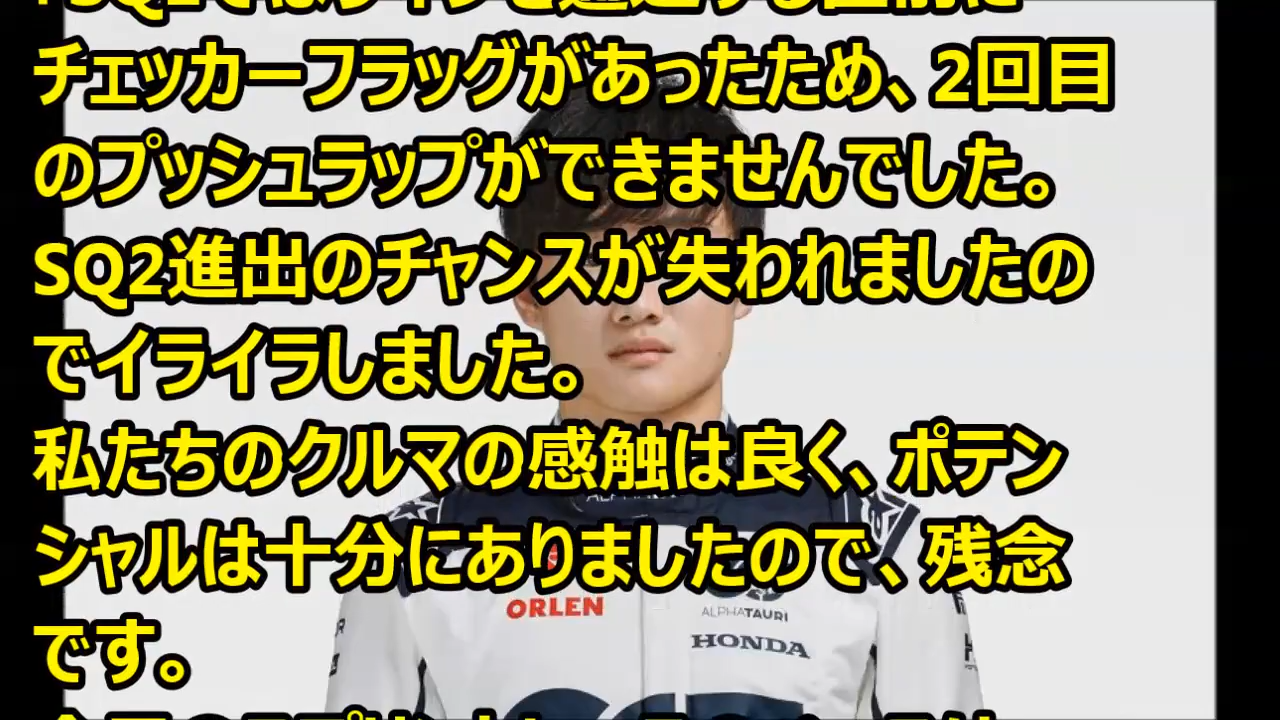 チェッカーフラッグがあったため、2回目
のプッシュラップができませんでした。
SQ2進出のチャンスが失われましたの
でイライラしました。
私たちのクルマの感触は良く、ポテン
シャルは十分にありましたので、残念
です。
ORLEN
ALPHATAURI
HONDA